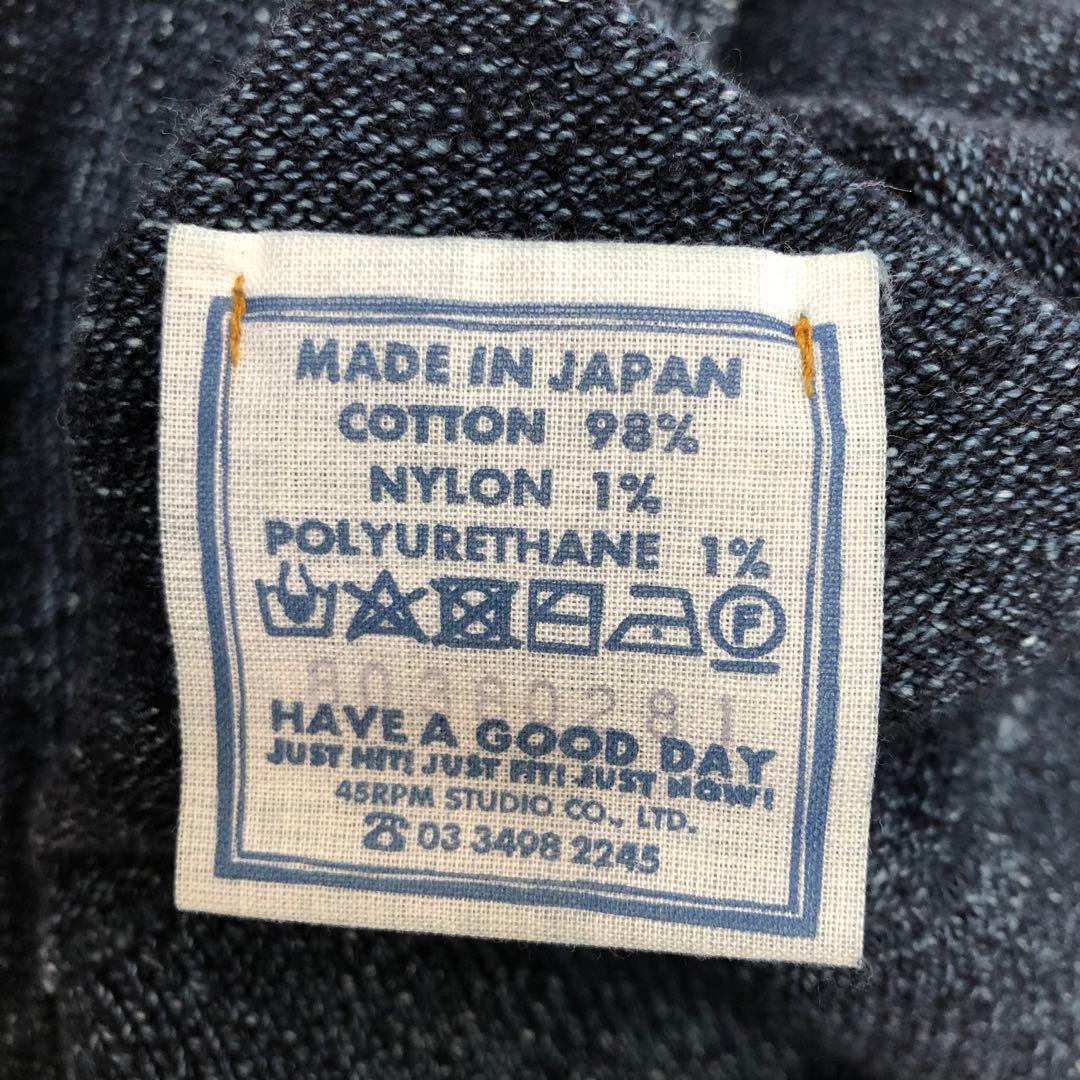 MADE IN JAPAN
COTTON 98%
NYLON 1%
POLYURETHANE 1%
F
80380281
HAVE A GOOD DAY
JUST HIT! JUST FIT! JUST NOW!
45RPM STUDIO CO., LTD.
☎ 03 3498 2245